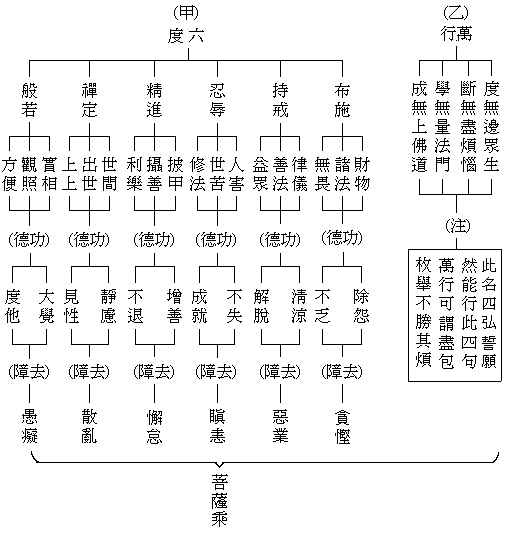 (甲)
六度
布施
持戒
忍辱
精進
禪定
般若
財物
諸法
無畏
律儀
善法
益眾
人害
世苦
修法
披甲
攝善
利樂
世間
出世
上上
實相
觀照
方便
(功德)
(功德)
(功德)
(功德)
(功德)
(功德)
除怨
不乏
淸涼
解脫
不失
成就
增善
不退
靜慮
見性
大覺
度他
(去障)
(去障)
(去障)
(去障)
(去障)
(去障)
貪慳
惡業
瞋恚
懈怠
散亂
愚癡
(乙)
萬行
度無邊眾生
斷無盡煩惱
學無量法門
成無上佛道
(注)
此名四弘誓願
然能行此四句
萬行可謂盡包
枚舉不勝其煩
菩薩乘